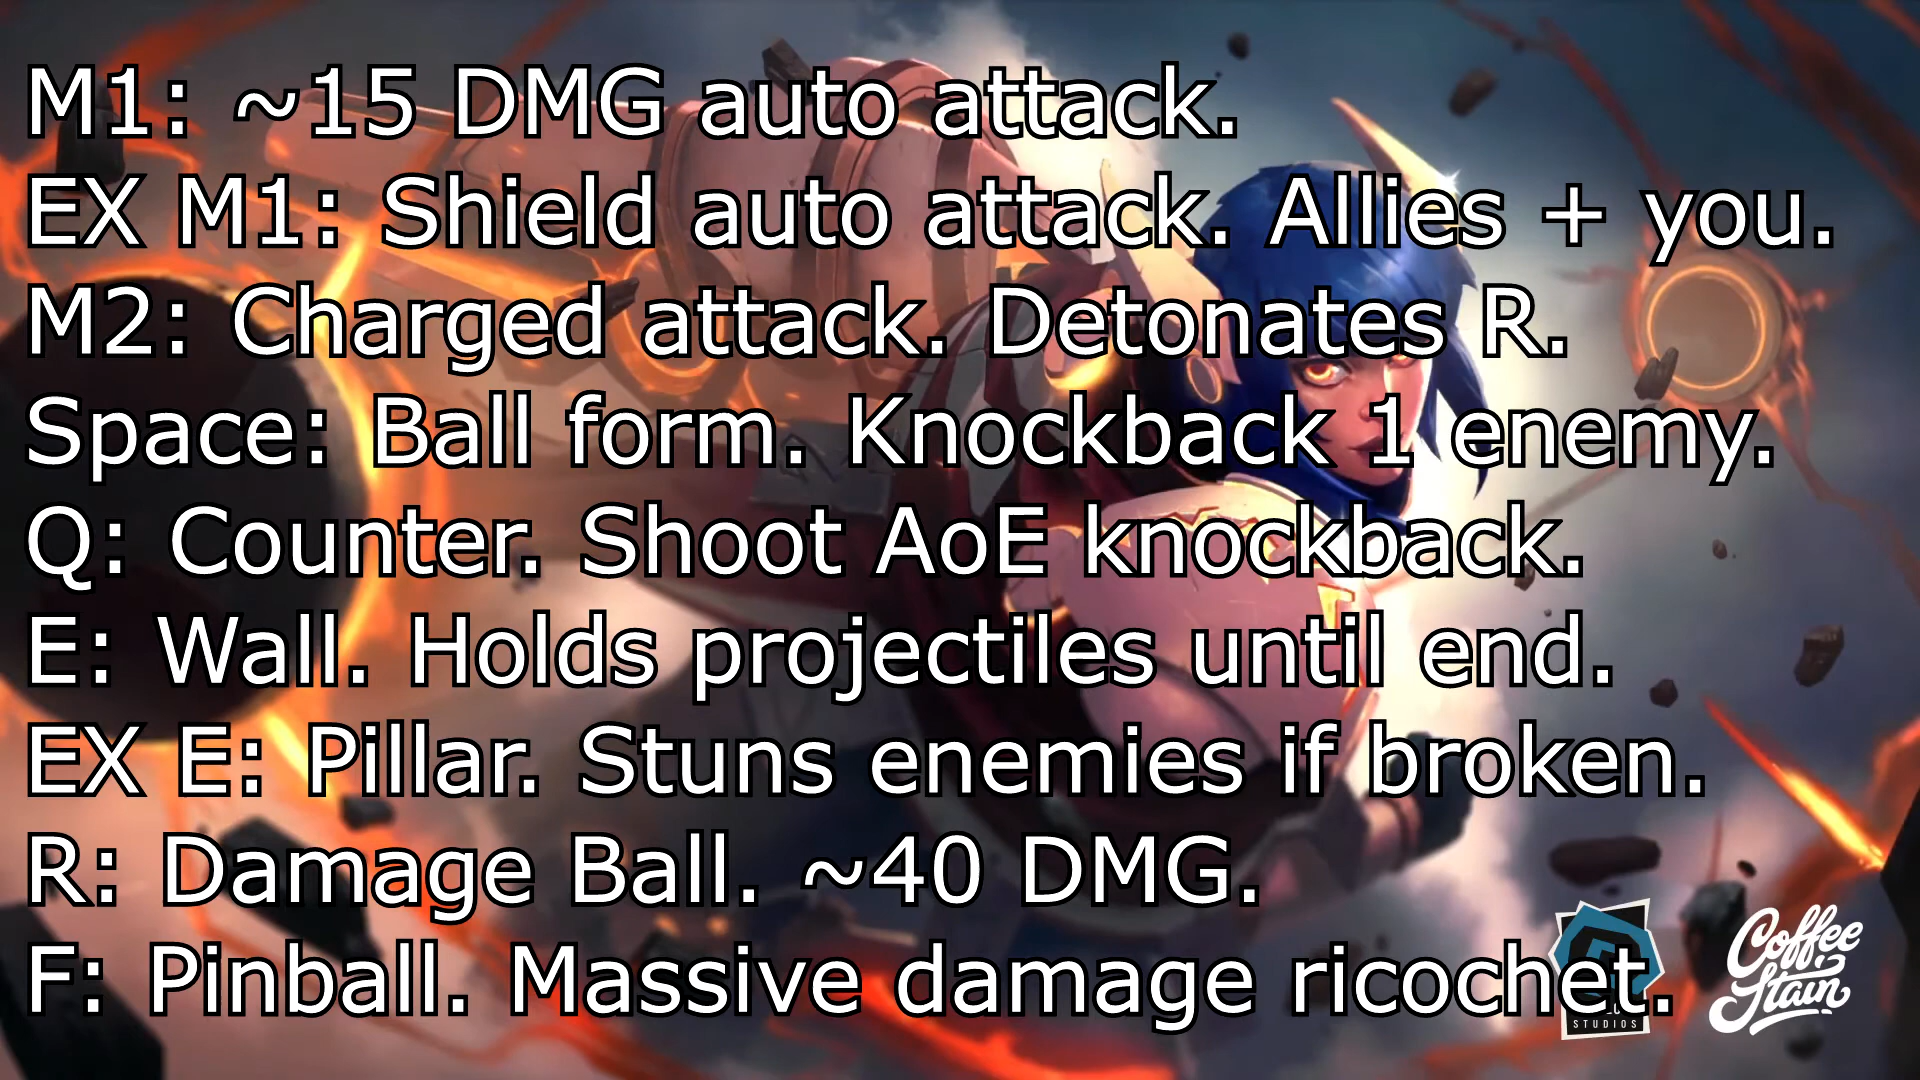 M1: ~15 DMG auto attack.
EX M1: Shield auto attack. Allies + you.
M2: Charged attack. Detonates R.
Space: Ball form. Knockback 1 enemy.
Q: Counter. Shoot AoE knockback.
E: Wall. Holds projectiles until end.
EX E: Pillar. Stuns enemies if broken.
R: Damage Ball. ~40 DMG.
F: Pinball. Massive damage ricochet.
STUDIOS
Coffee
Stain